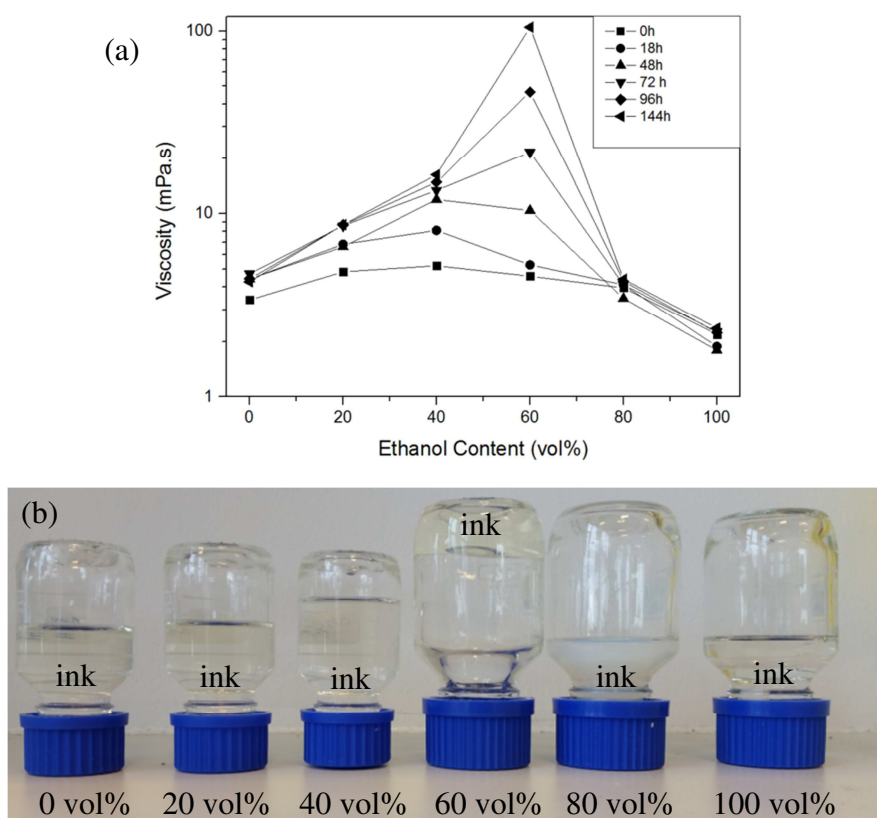 (a)
100
10
1
Viscosity (mPa.s)
0h
18h
48h
72 h
96h
144h
0 20 40 60 80 100
Ethanol Content (vol%)
(b)
ink
ink ink ink ink ink
0 vol% 20 vol% 40 vol% 60 vol% 80 vol% 100 vol%